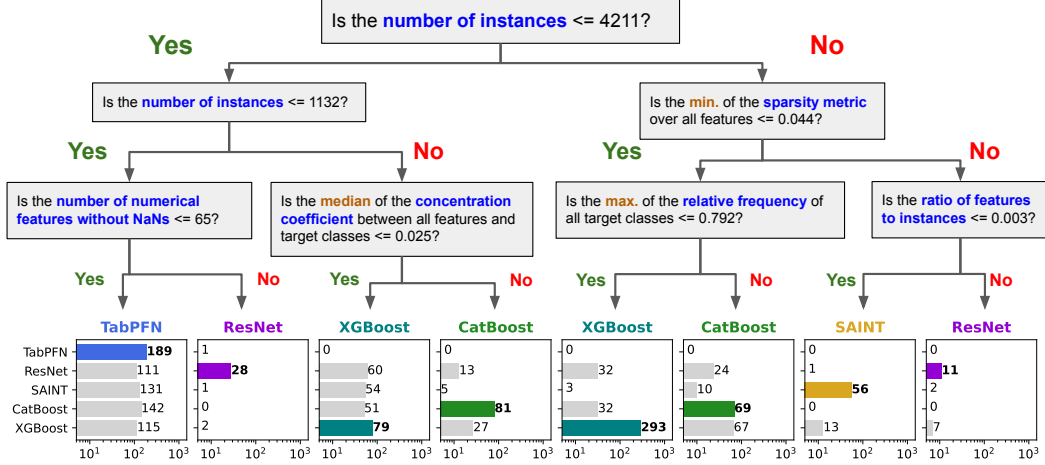 Is the number of instances <= 4211?
Yes
No
Is the number of instances <= 1132?
Is the min. of the sparsity metric
over all features <= 0.044?
Yes
No
Yes
No
Is the number of numerical
features without NaNs <= 65?
Is the median of the concentration
coefficient between all features and
target classes <= 0.025?
Is the max. of the relative frequency of
all target classes <= 0.792?
Is the ratio of features
to instances <= 0.003?
Yes
No
Yes
No
Yes
No
Yes
No
TabPFN
ResNet
XGBoost
CatBoost
XGBoost
CatBoost
SAINT
ResNet
TabPFN 189 1 0 0 0 0 0 0
ResNet 111 28 60 13 32 24 1 11
SAINT 131 1 54 5 3 10 56 2
CatBoost 142 0 51 81 32 69 0 0
XGBoost 115 2 79 27 293 67 13 7
10¹ 10² 10³ 10¹ 10² 10³ 10¹ 10² 10³ 10¹ 10² 10³ 10¹ 10² 10³ 10¹ 10² 10³ 10¹ 10² 10³ 10¹ 10² 10³